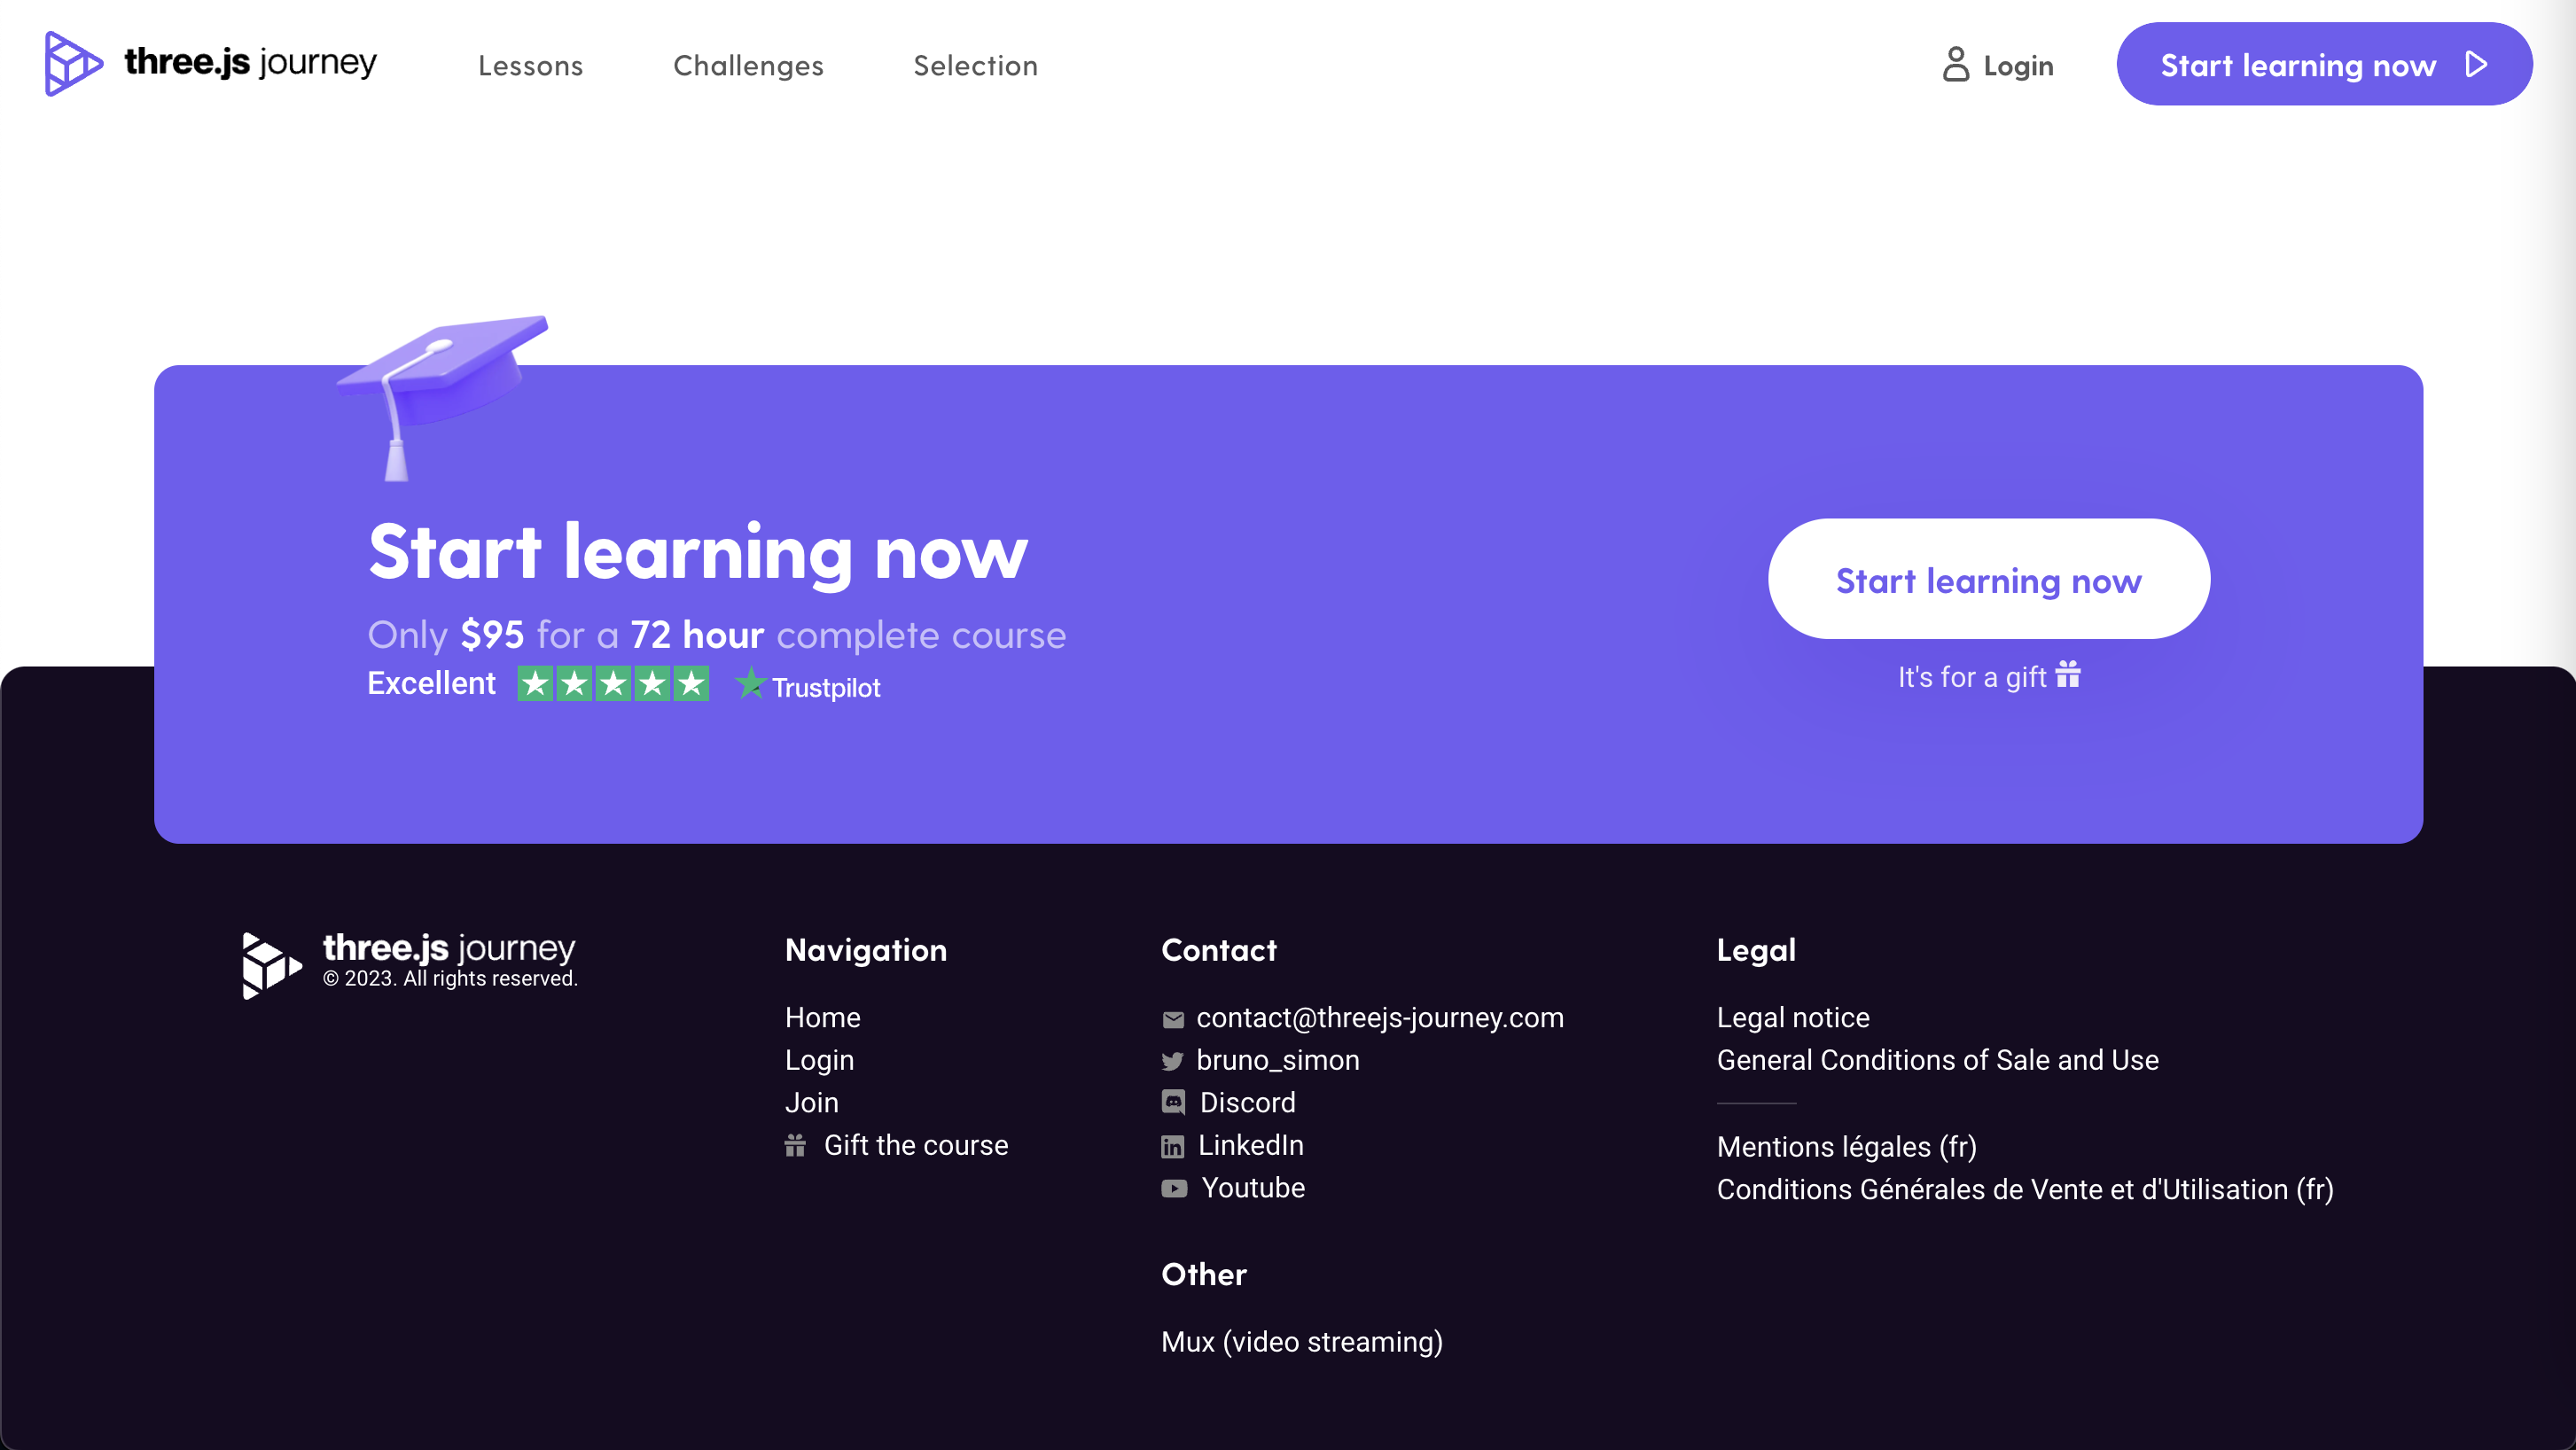 three.js journey
Lessons
Challenges
Selection
Login
Start learning now
Start learning now
Only $95 for a 72 hour complete course
Excellent
Trustpilot
Start learning now
It's for a gift
three.js journey
© 2023. All rights reserved.
Navigation
Home
Login
Join
Gift the course
Contact
contact@threejs-journey.com
bruno_simon
Discord
LinkedIn
Youtube
Other
Mux (video streaming)
Legal
Legal notice
General Conditions of Sale and Use
Mentions légales (fr)
Conditions Générales de Vente et d'Utilisation (fr)